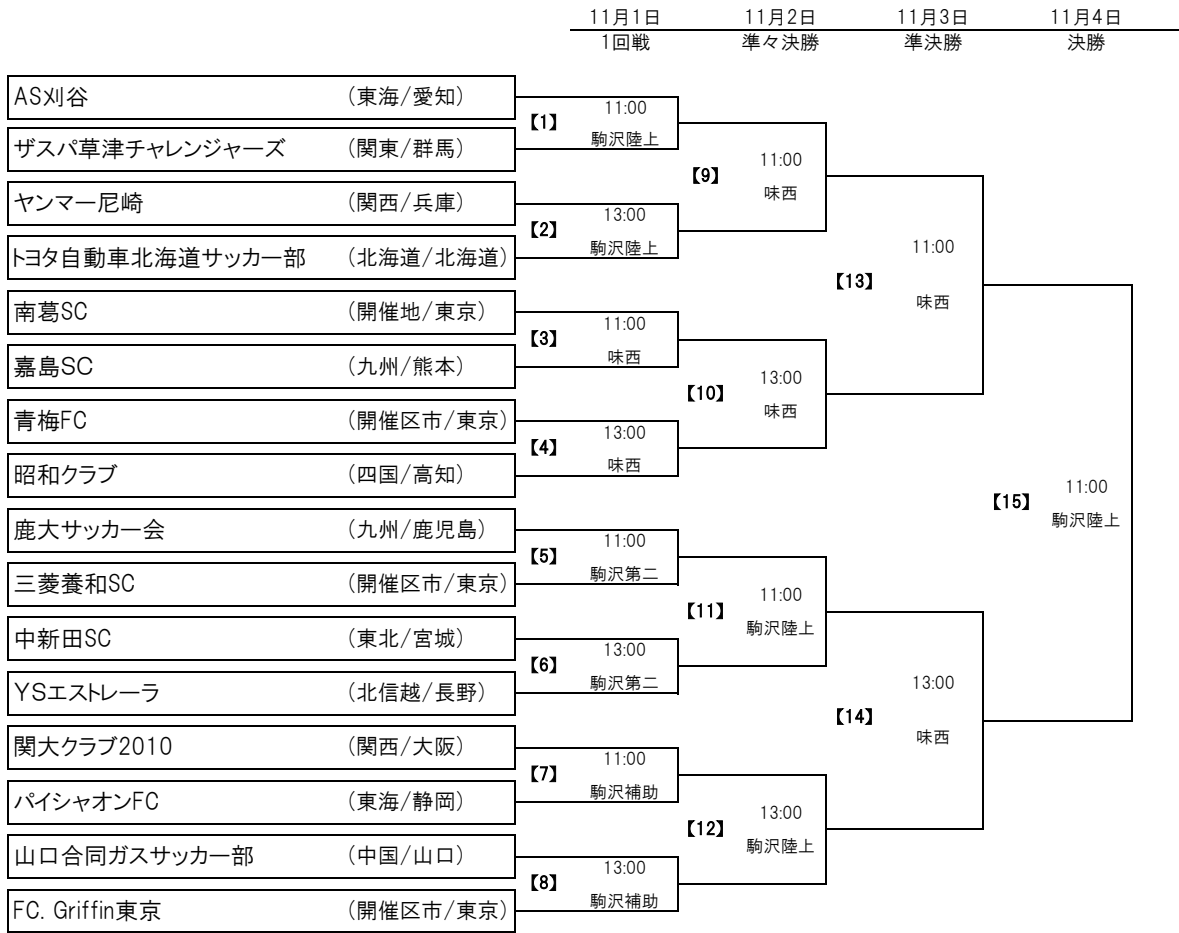 11月1日 11月2日 11月3日 11月4日
1回戦 準々決勝 準決勝 決勝
AS刈谷 (東海/愛知)
【1】 11:00
駒沢陸上
ザスパ草津チャレンジャーズ (関東/群馬)
【9】 11:00
味西
ヤンマー尼崎 (関西/兵庫)
【2】 13:00
駒沢陸上
トヨタ自動車北海道サッカー部 (北海道/北海道)
【13】 11:00
味西
南葛SC (開催地/東京)
【3】 11:00
味西
嘉島SC (九州/熊本)
【10】 13:00
味西
青梅FC (開催区市/東京)
【4】 13:00
味西
昭和クラブ (四国/高知)
【15】 11:00
駒沢陸上
鹿大サッカー会 (九州/鹿児島)
【5】 11:00
駒沢第二
三菱養和SC (開催区市/東京)
【11】 11:00
駒沢陸上
中新田SC (東北/宮城)
【6】 13:00
駒沢第二
YSエストレーラ (北信越/長野)
【14】 13:00
味西
関大クラブ2010 (関西/大阪)
【7】 11:00
駒沢補助
パイシャオンFC (東海/静岡)
【12】 13:00
駒沢陸上
山口合同ガスサッカー部 (中国/山口)
【8】 13:00
駒沢補助
FC. Griffin東京 (開催区市/東京)